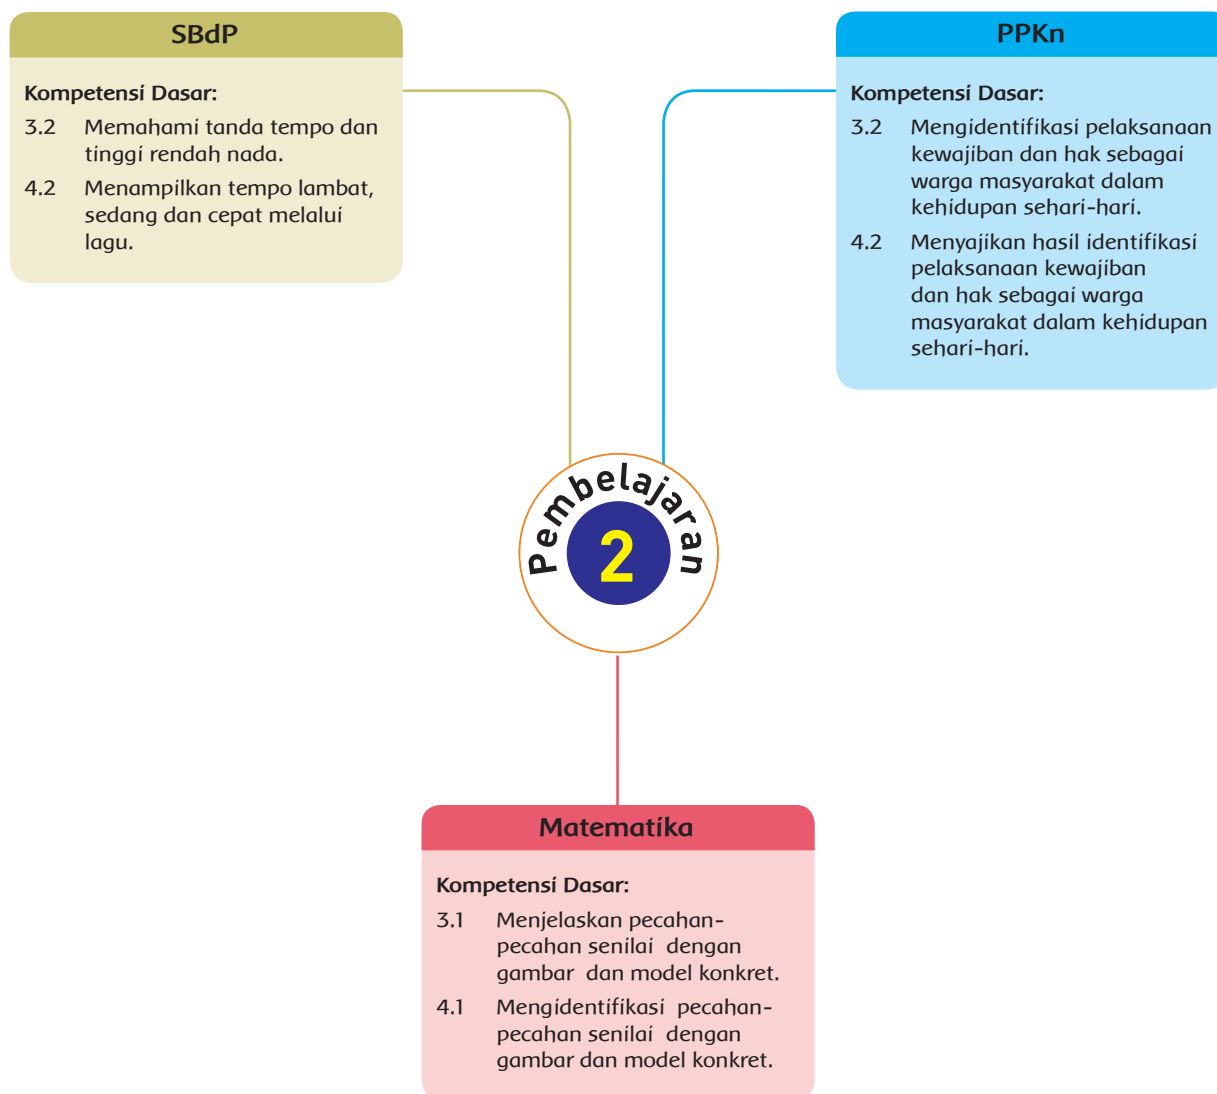 SBdP
Kompetensi Dasar:
3.2 Memahami tanda tempo dan
tinggi rendah nada.
4.2 Menampilkan tempo lambat,
sedang dan cepat melalui
lagu.
PPKn
Kompetensi Dasar:
3.2 Mengidentifikasi pelaksanaan
kewajiban dan hak sebagai
warga masyarakat dalam
kehidupan sehari-hari.
4.2 Menyajikan hasil identifikasi
pelaksanaan kewajiban
dan hak sebagai warga
masyarakat dalam kehidupan
sehari-hari.
Pembelajaran
2
Matematika
Kompetensi Dasar:
3.1 Menjelaskan pecahan-
pecahan senilai dengan
gambar dan model konkret.
4.1 Mengidentifikasi pecahan-
pecahan senilai dengan
gambar dan model konkret.